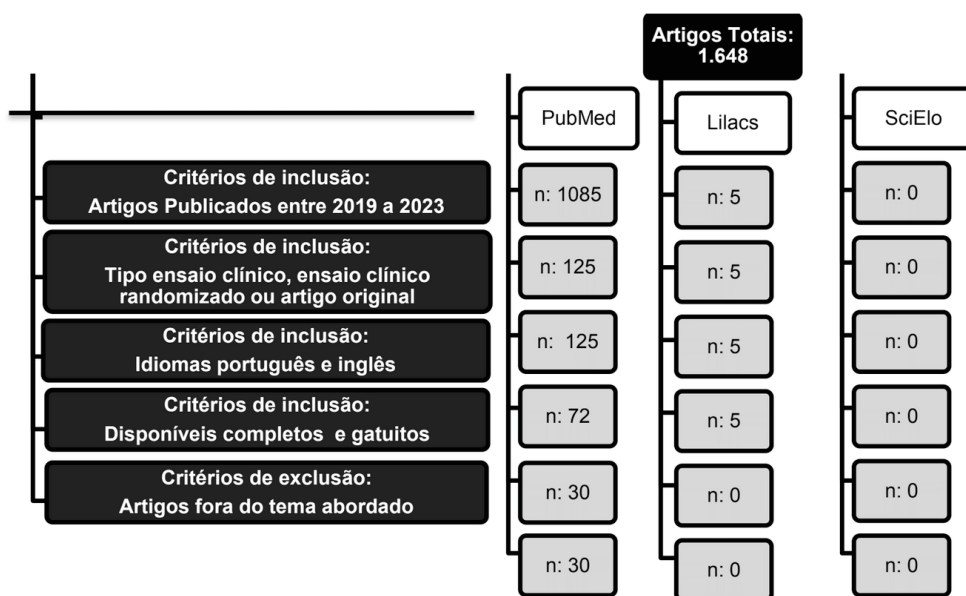 Artigos Totais:
1.648
PubMed
Lilacs
SciElo
Critérios de inclusão:
Artigos Publicados entre 2019 a 2023
n: 1085
n: 5
n: 0
Critérios de inclusão:
Tipo ensaio clínico, ensaio clínico
randomizado ou artigo original
n: 125
n: 5
n: 0
Critérios de inclusão:
Idiomas português e inglês
n: 125
n: 5
n: 0
Critérios de inclusão:
Disponíveis completos e gatuitos
n: 72
n: 5
n: 0
Critérios de exclusão:
Artigos fora do tema abordado
n: 30
n: 0
n: 0
n: 30
n: 0
n: 0